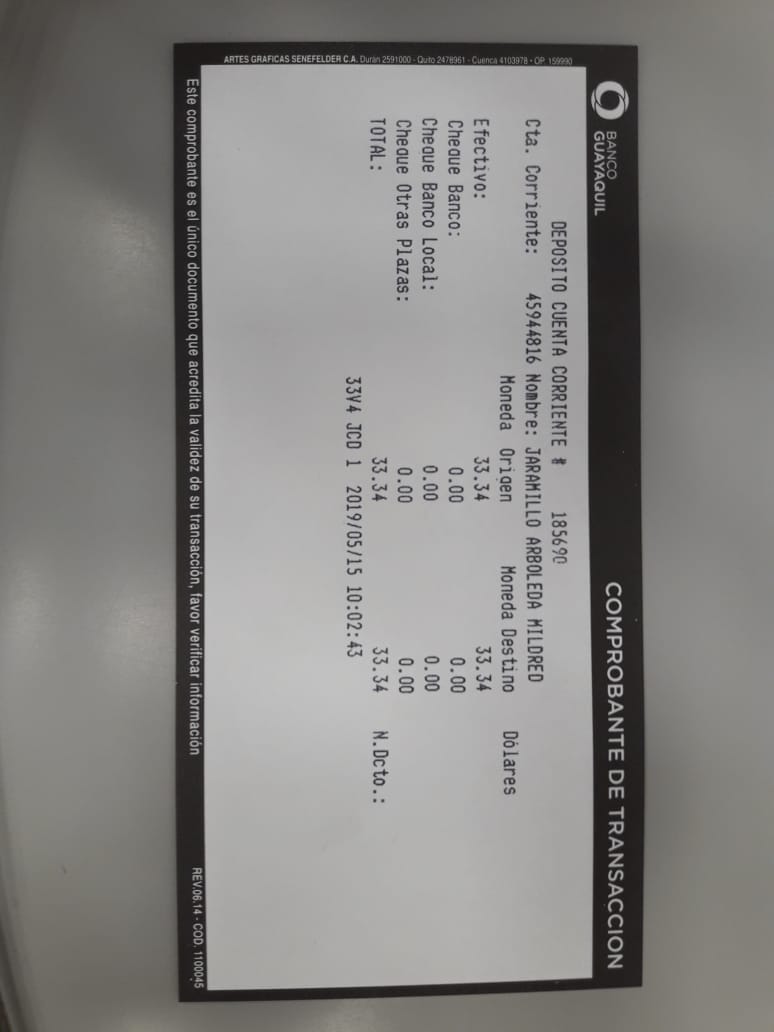 BANCO
GUAYAQUIL
COMPROBANTE DE TRANSACCION
DEPOSITO CUENTA CORRIENTE # 185690
Cta. Corriente: 45944816 Nombre: JARAMILLO ARBOLEDA MILDRED
Moneda Origen Moneda Destino Dólares
Efectivo: 33.34 33.34
Cheque Banco: 0.00 0.00
Cheque Banco Local: 0.00 0.00
Cheque Otras Plazas: 0.00 0.00
TOTAL: 33.34 33.34 N.Dcto.:
33V4 JCD 1 2019/05/15 10:02:43
Este comprobante es el único documento que acredita la validez de su transacción, favor verificar información
REV.06.14 - COD. 1100045
ARTES GRAFICAS SENEFELDER C.A. Durán 2591000 - Quito 2478961 - Cuenca 4103978 - OP. 159990